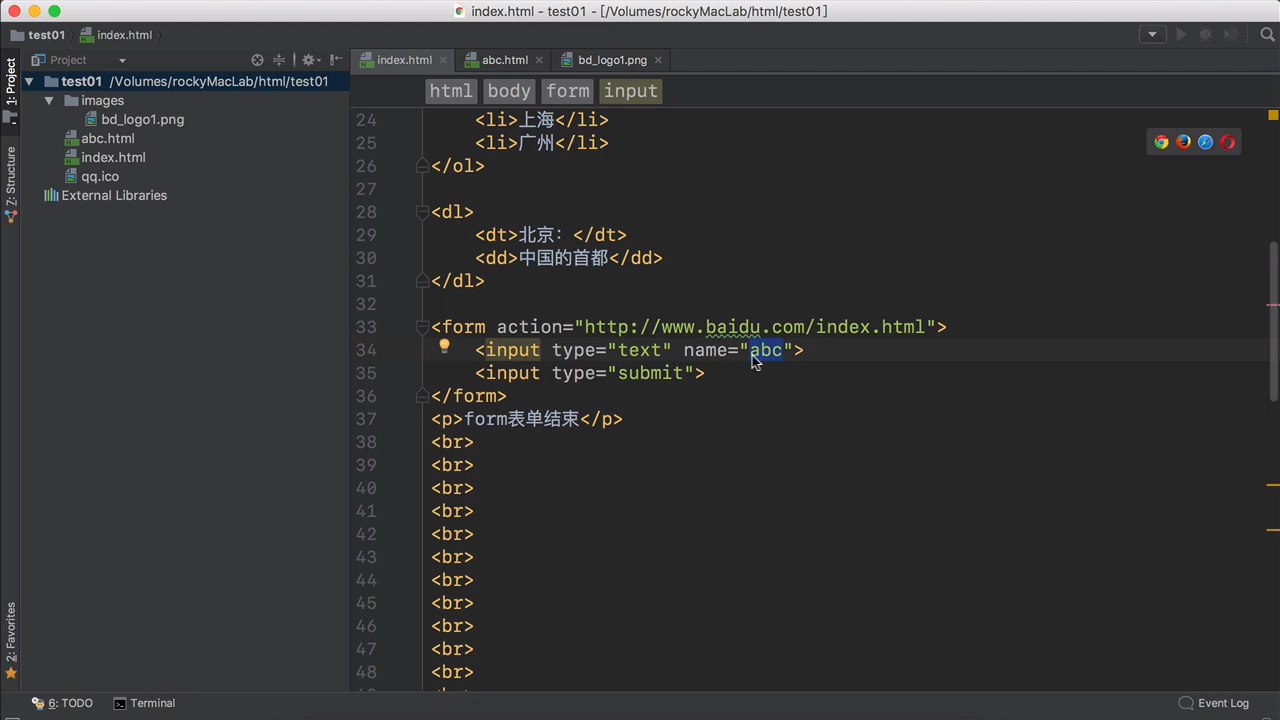 index.html - test01 - [/Volumes/rockyMacLab/html/test01]
test01 index.html
1: Project
Z: Structure
2: Favorites
Project
test01 /Volumes/rockyMacLab/html/test01
images
bd_logo1.png
abc.html
index.html
qq.ico
External Libraries
index.html abc.html bd_logo1.png
html body form input
24 <li>上海</li>
25 <li>广州</li>
26 </ol>
27
28 <dl>
29 <dt>北京：</dt>
30 <dd>中国的首都</dd>
31 </dl>
32
33 <form action="http://www.baidu.com/index.html">
34 <input type="text" name="abc">
35 <input type="submit">
36 </form>
37 <p>form表单结束</p>
38 <br>
39 <br>
40 <br>
41 <br>
42 <br>
43 <br>
44 <br>
45 <br>
46 <br>
47 <br>
48 <br>
6: TODO Terminal Event Log